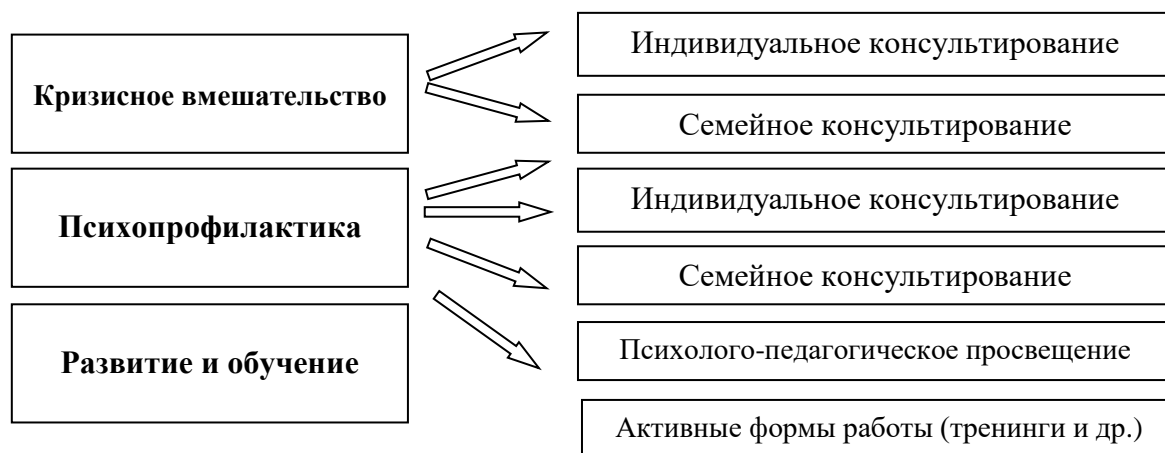 Кризисное вмешательство
Психопрофилактика
Развитие и обучение
Индивидуальное консультирование
Семейное консультирование
Индивидуальное консультирование
Семейное консультирование
Психолого-педагогическое просвещение
Активные формы работы (тренинги и др.)